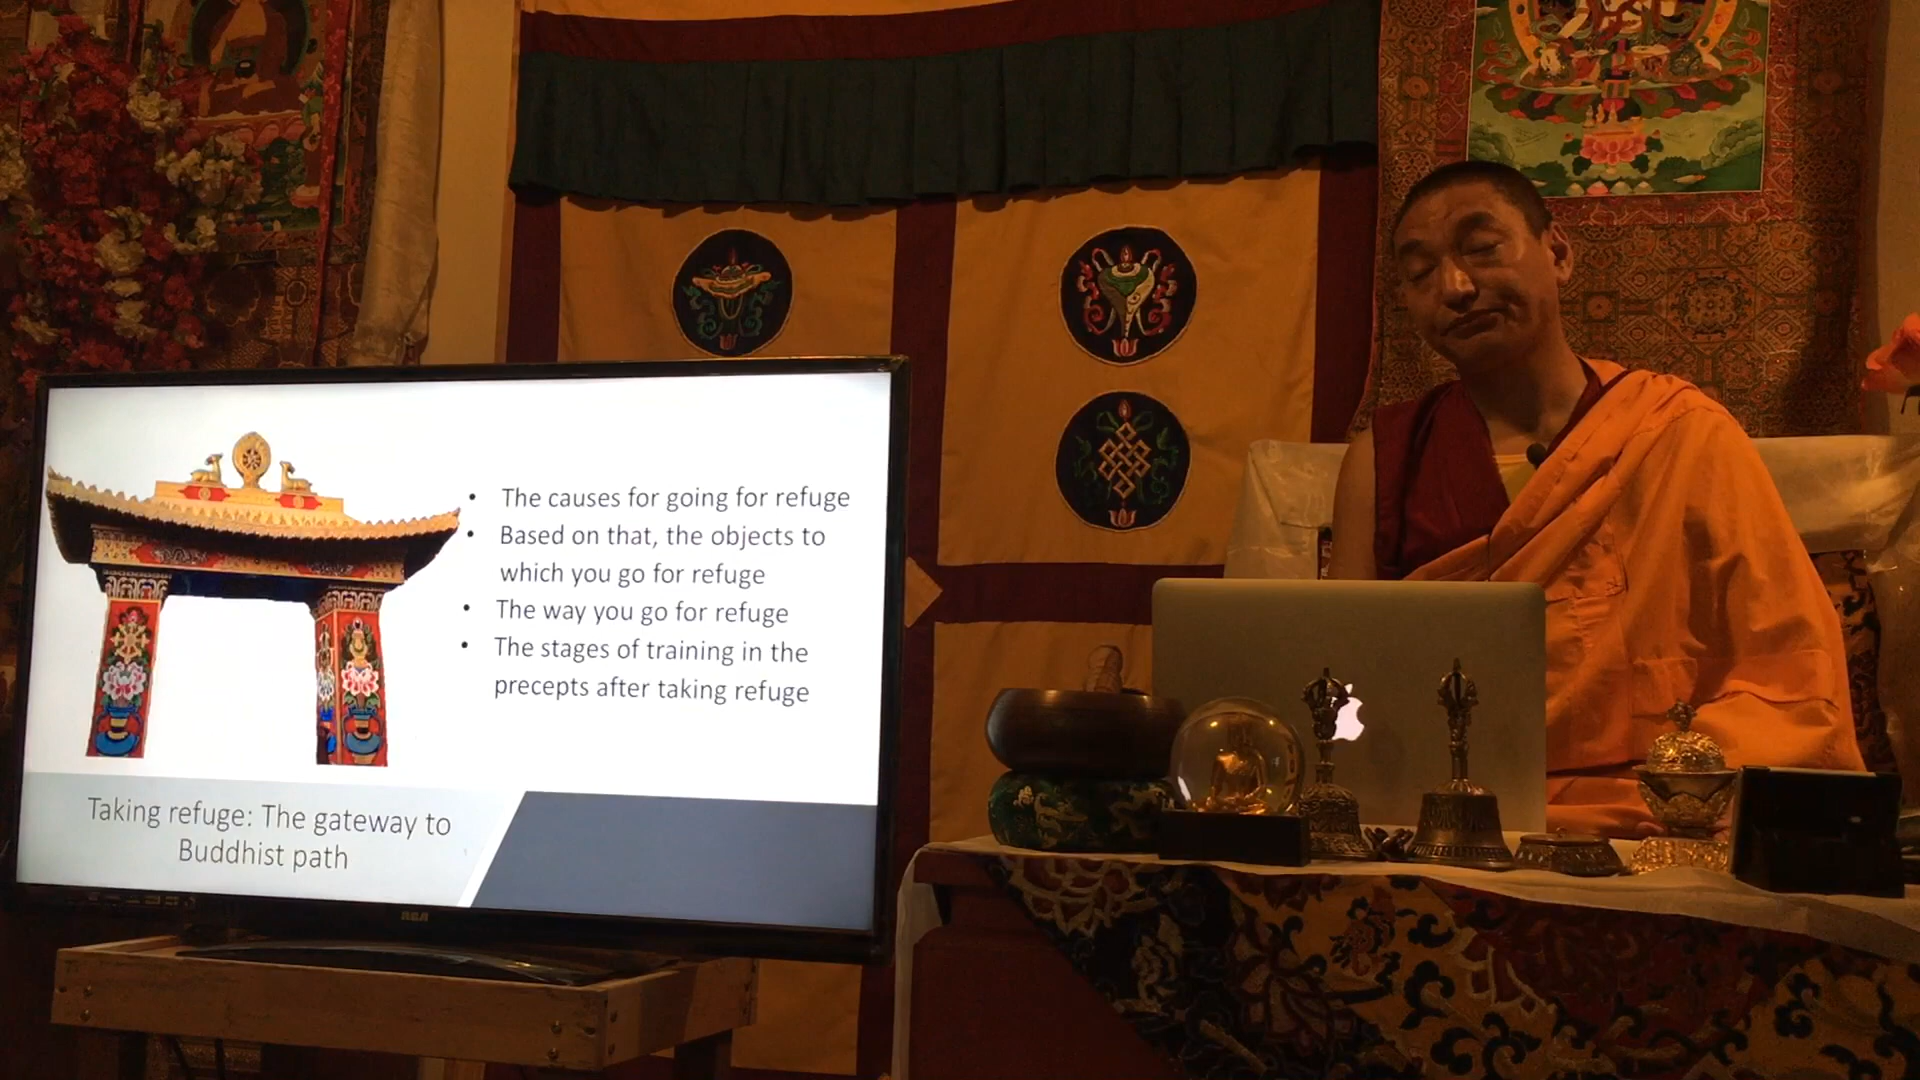 • The causes for going for refuge
• Based on that, the objects to
which you go for refuge
• The way you go for refuge
• The stages of training in the
precepts after taking refuge
Taking refuge: The gateway to
Buddhist path
RCA